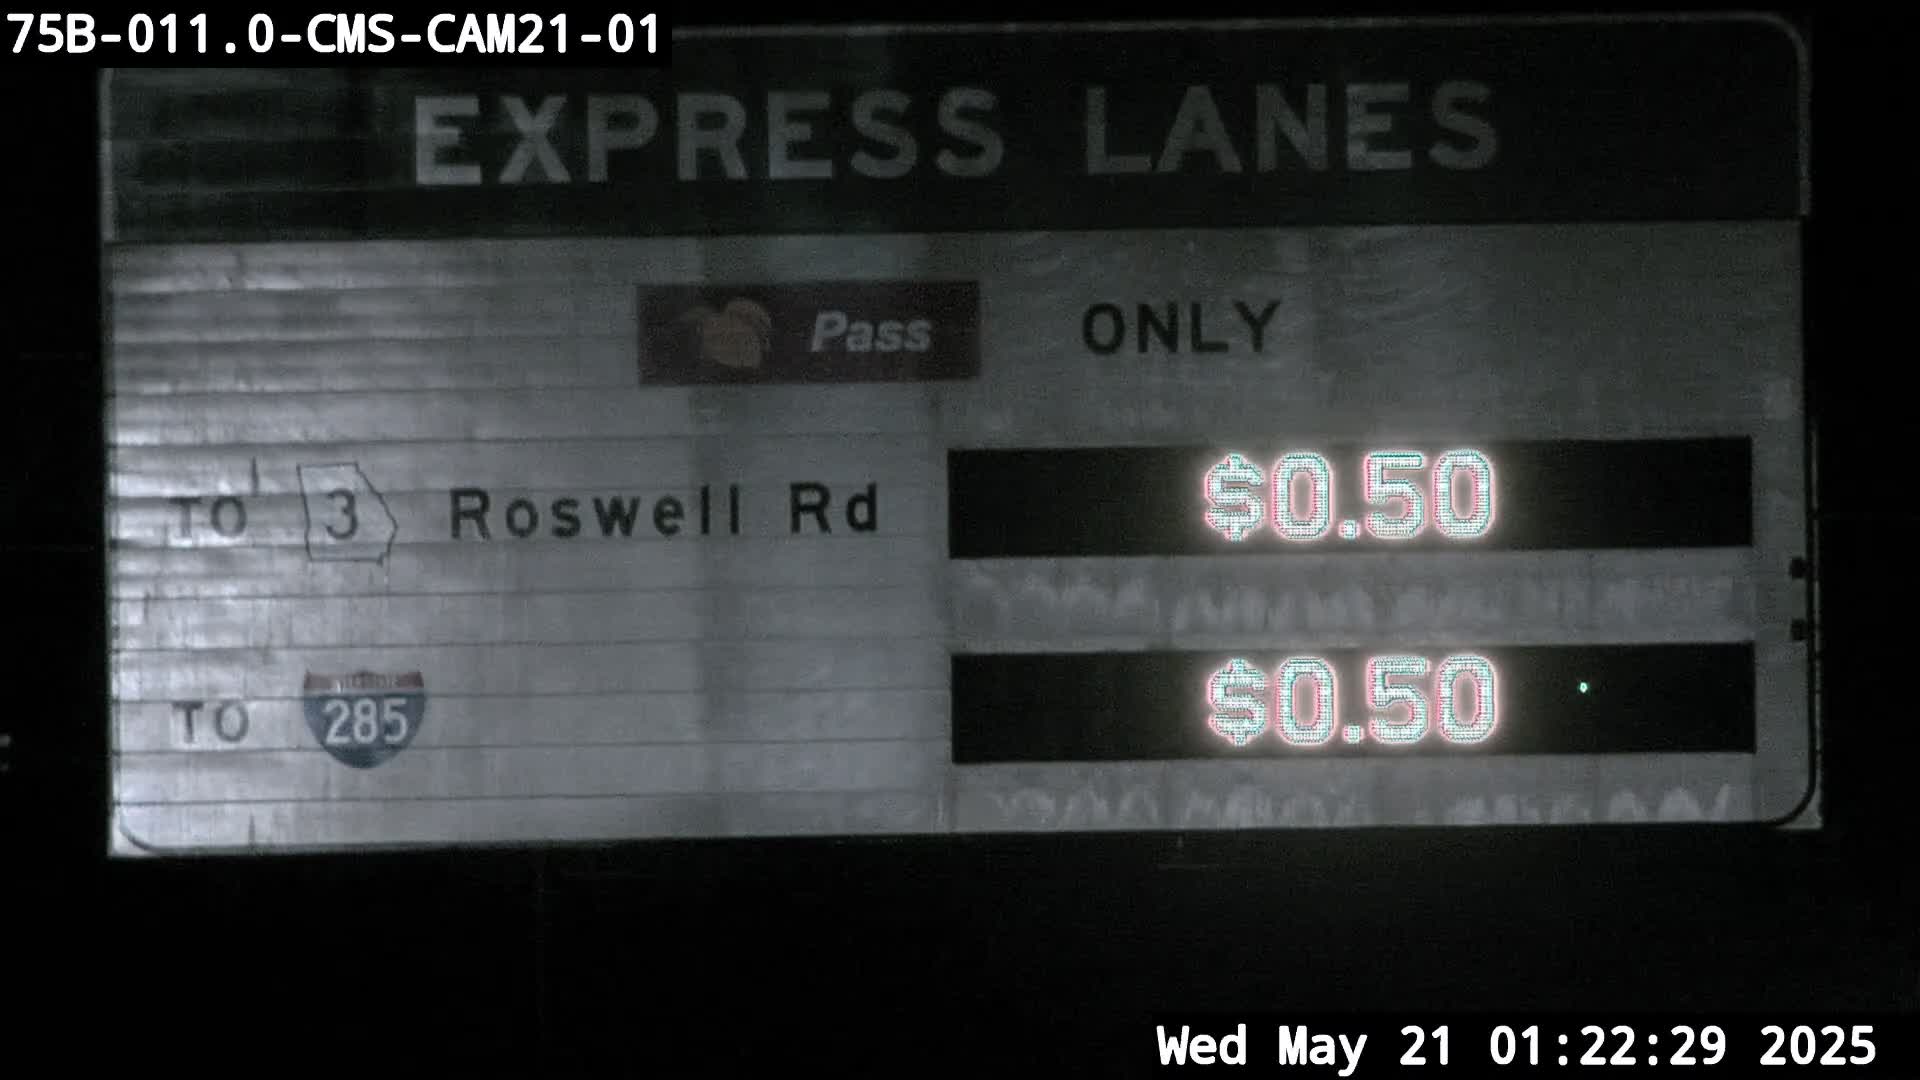 75B-011.0-CMS-CAM21-01
EXPRESS LANES
Pass ONLY
TO 3 Roswell Rd $0.50
TO 285 $0.50
Wed May 21 01:22:29 2025